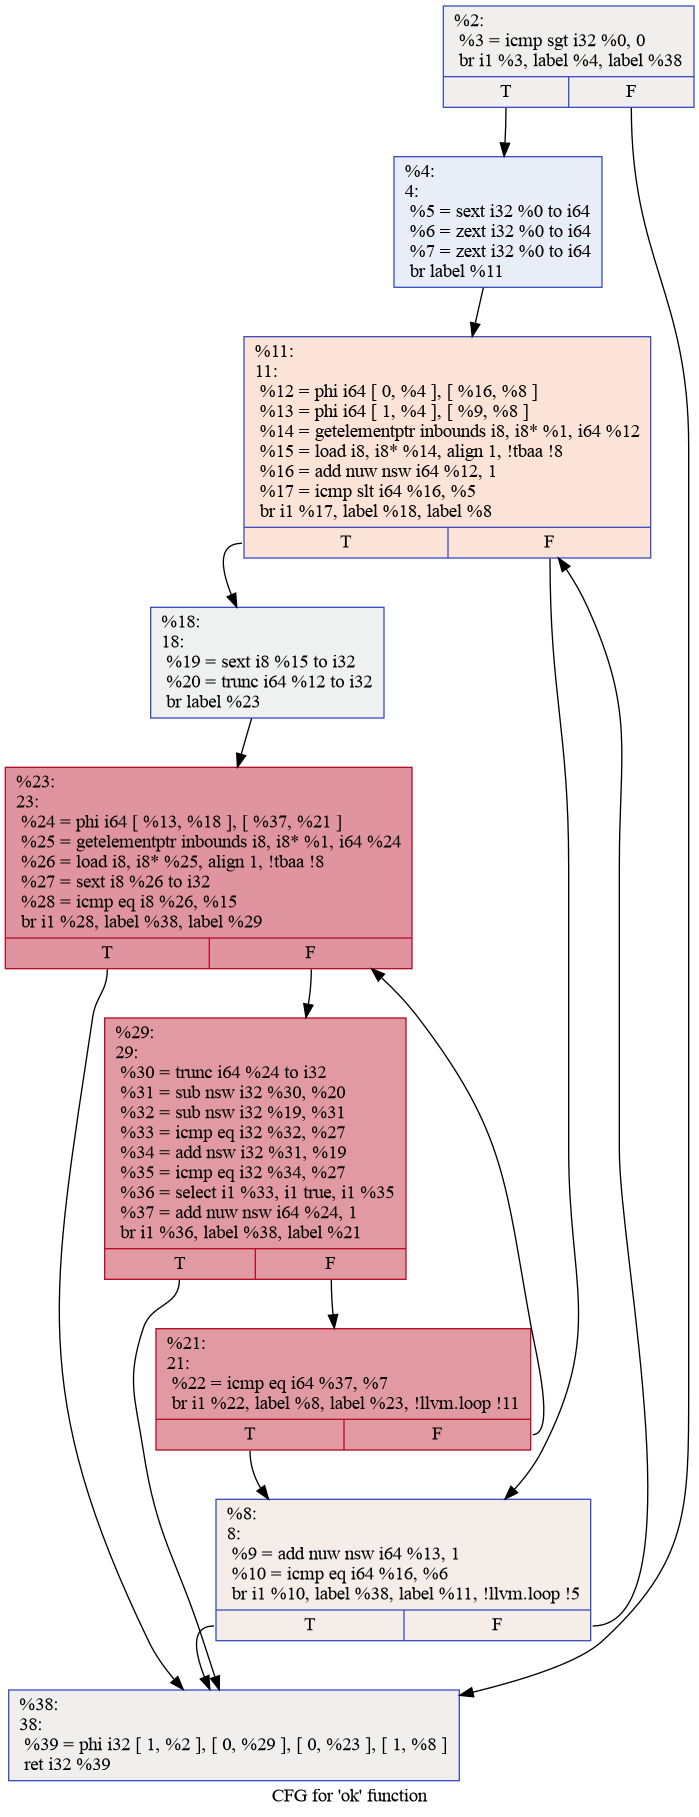 %2:
%3 = icmp sgt i32 %0, 0
br i1 %3, label %4, label %38
T F
%4:
4:
%5 = sext i32 %0 to i64
%6 = zext i32 %0 to i64
%7 = zext i32 %0 to i64
br label %11
%11:
11:
%12 = phi i64 [ 0, %4 ], [ %16, %8 ]
%13 = phi i64 [ 1, %4 ], [ %9, %8 ]
%14 = getelementptr inbounds i8, i8* %1, i64 %12
%15 = load i8, i8* %14, align 1, !tbaa !8
%16 = add nuw nsw i64 %12, 1
%17 = icmp slt i64 %16, %5
br i1 %17, label %18, label %8
T F
%18:
18:
%19 = sext i8 %15 to i32
%20 = trunc i64 %12 to i32
br label %23
%23:
23:
%24 = phi i64 [ %13, %18 ], [ %37, %21 ]
%25 = getelementptr inbounds i8, i8* %1, i64 %24
%26 = load i8, i8* %25, align 1, !tbaa !8
%27 = sext i8 %26 to i32
%28 = icmp eq i8 %26, %15
br i1 %28, label %38, label %29
T F
%29:
29:
%30 = trunc i64 %24 to i32
%31 = sub nsw i32 %30, %20
%32 = sub nsw i32 %19, %31
%33 = icmp eq i32 %32, %27
%34 = add nsw i32 %31, %19
%35 = icmp eq i32 %34, %27
%36 = select i1 %33, i1 true, i1 %35
%37 = add nuw nsw i64 %24, 1
br i1 %36, label %38, label %21
T F
%21:
21:
%22 = icmp eq i64 %37, %7
br i1 %22, label %8, label %23, !llvm.loop !11
T F
%8:
8:
%9 = add nuw nsw i64 %13, 1
%10 = icmp eq i64 %16, %6
br i1 %10, label %38, label %11, !llvm.loop !5
T F
%38:
38:
%39 = phi i32 [ 1, %2 ], [ 0, %29 ], [ 0, %23 ], [ 1, %8 ]
ret i32 %39
CFG for 'ok' function